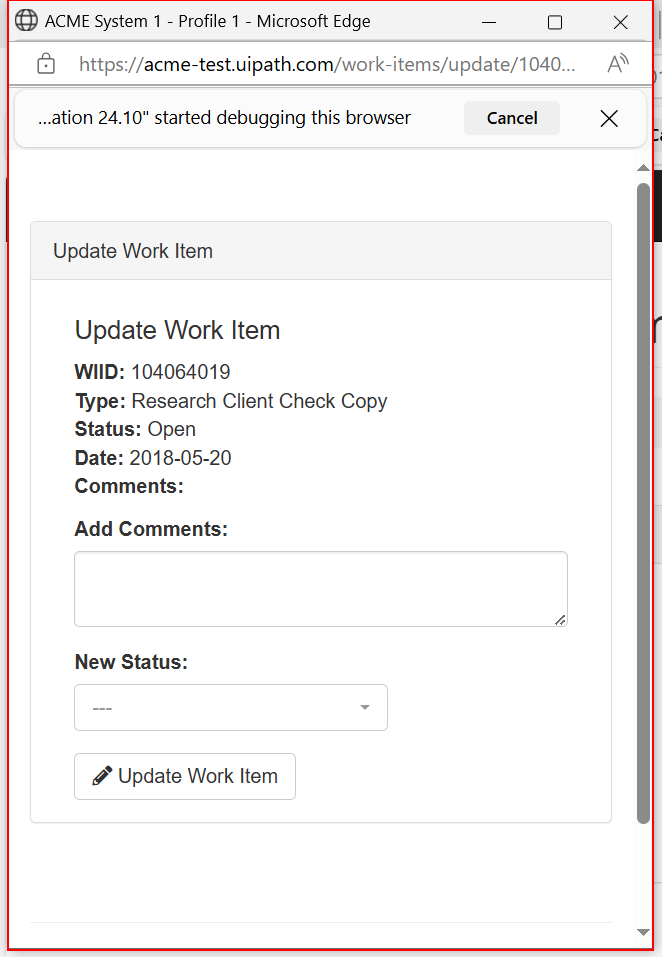 ACME System 1 - Profile 1 - Microsoft Edge
https://acme-test.uipath.com/work-items/update/1040...
...ation 24.10" started debugging this browser
Cancel
Update Work Item
Update Work Item
WIID: 104064019
Type: Research Client Check Copy
Status: Open
Date: 2018-05-20
Comments:
Add Comments:
New Status:
---
Update Work Item